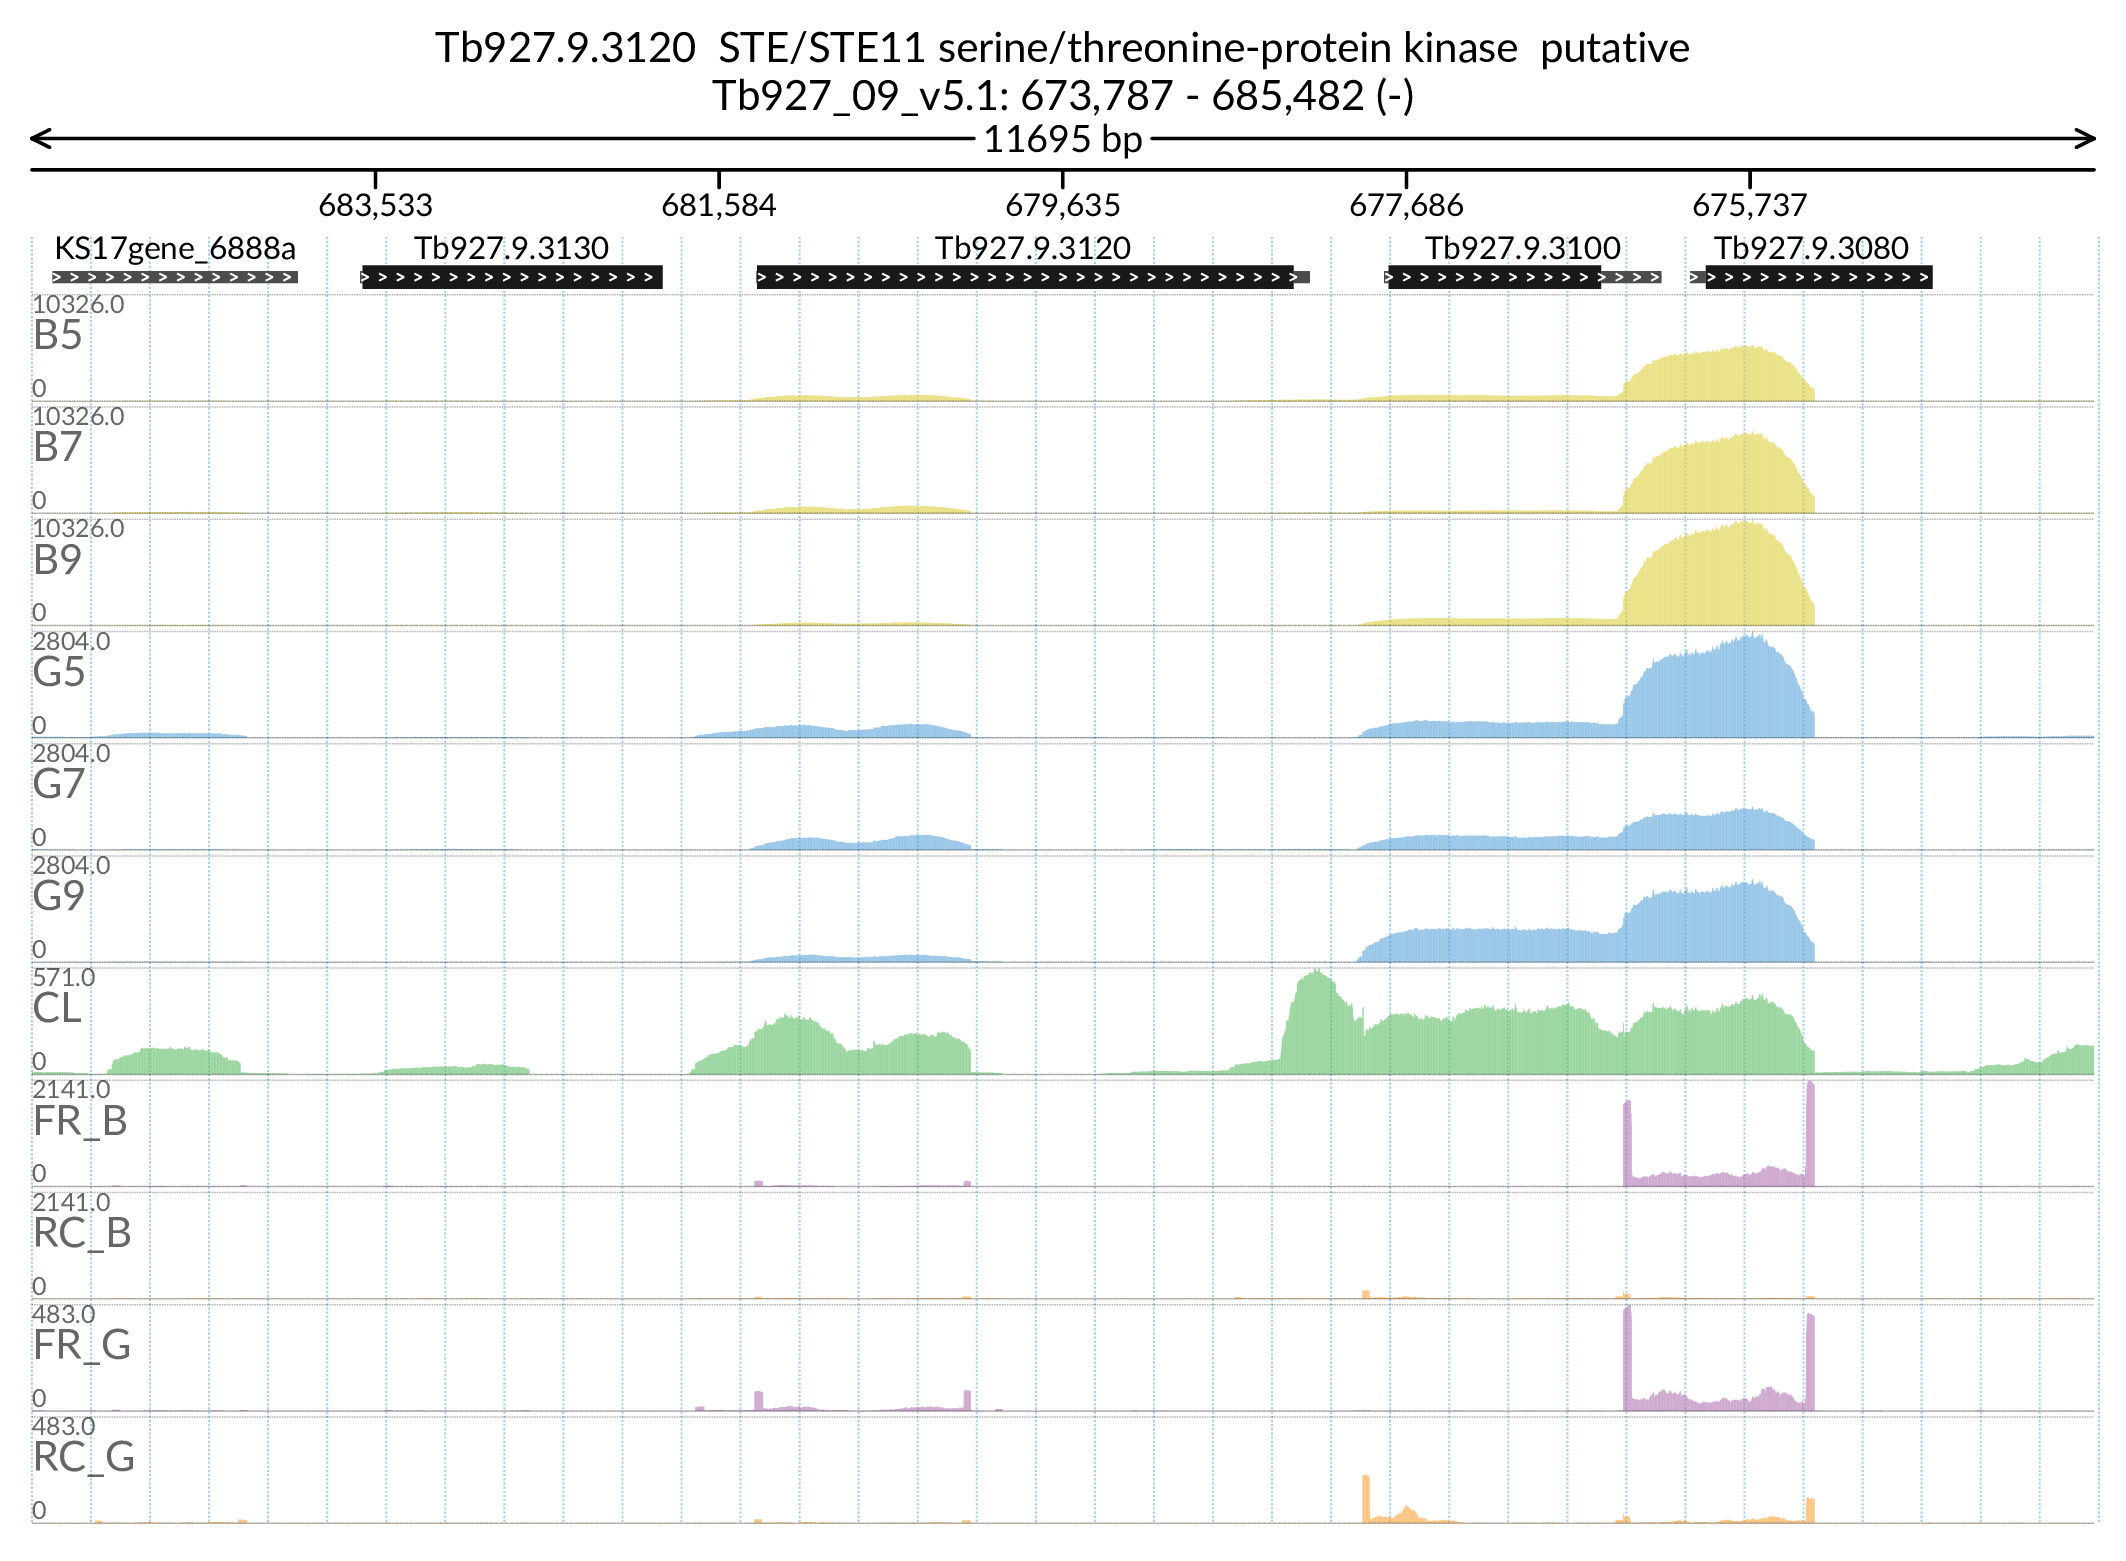 Tb927.9.3120  STE/STE11 serine/threonine-protein kinase  putative
Tb927_09_v5.1: 673,787 - 685,482 (-)
11695 bp
683,533 681,584 679,635 677,686 675,737
KS17gene_6888a Tb927.9.3130 Tb927.9.3120 Tb927.9.3100 Tb927.9.3080
10326.0
B5
0
10326.0
B7
0
10326.0
B9
0
2804.0
G5
0
2804.0
G7
0
2804.0
G9
0
571.0
CL
0
2141.0
FR_B
0
2141.0
RC_B
0
483.0
FR_G
0
483.0
RC_G
0